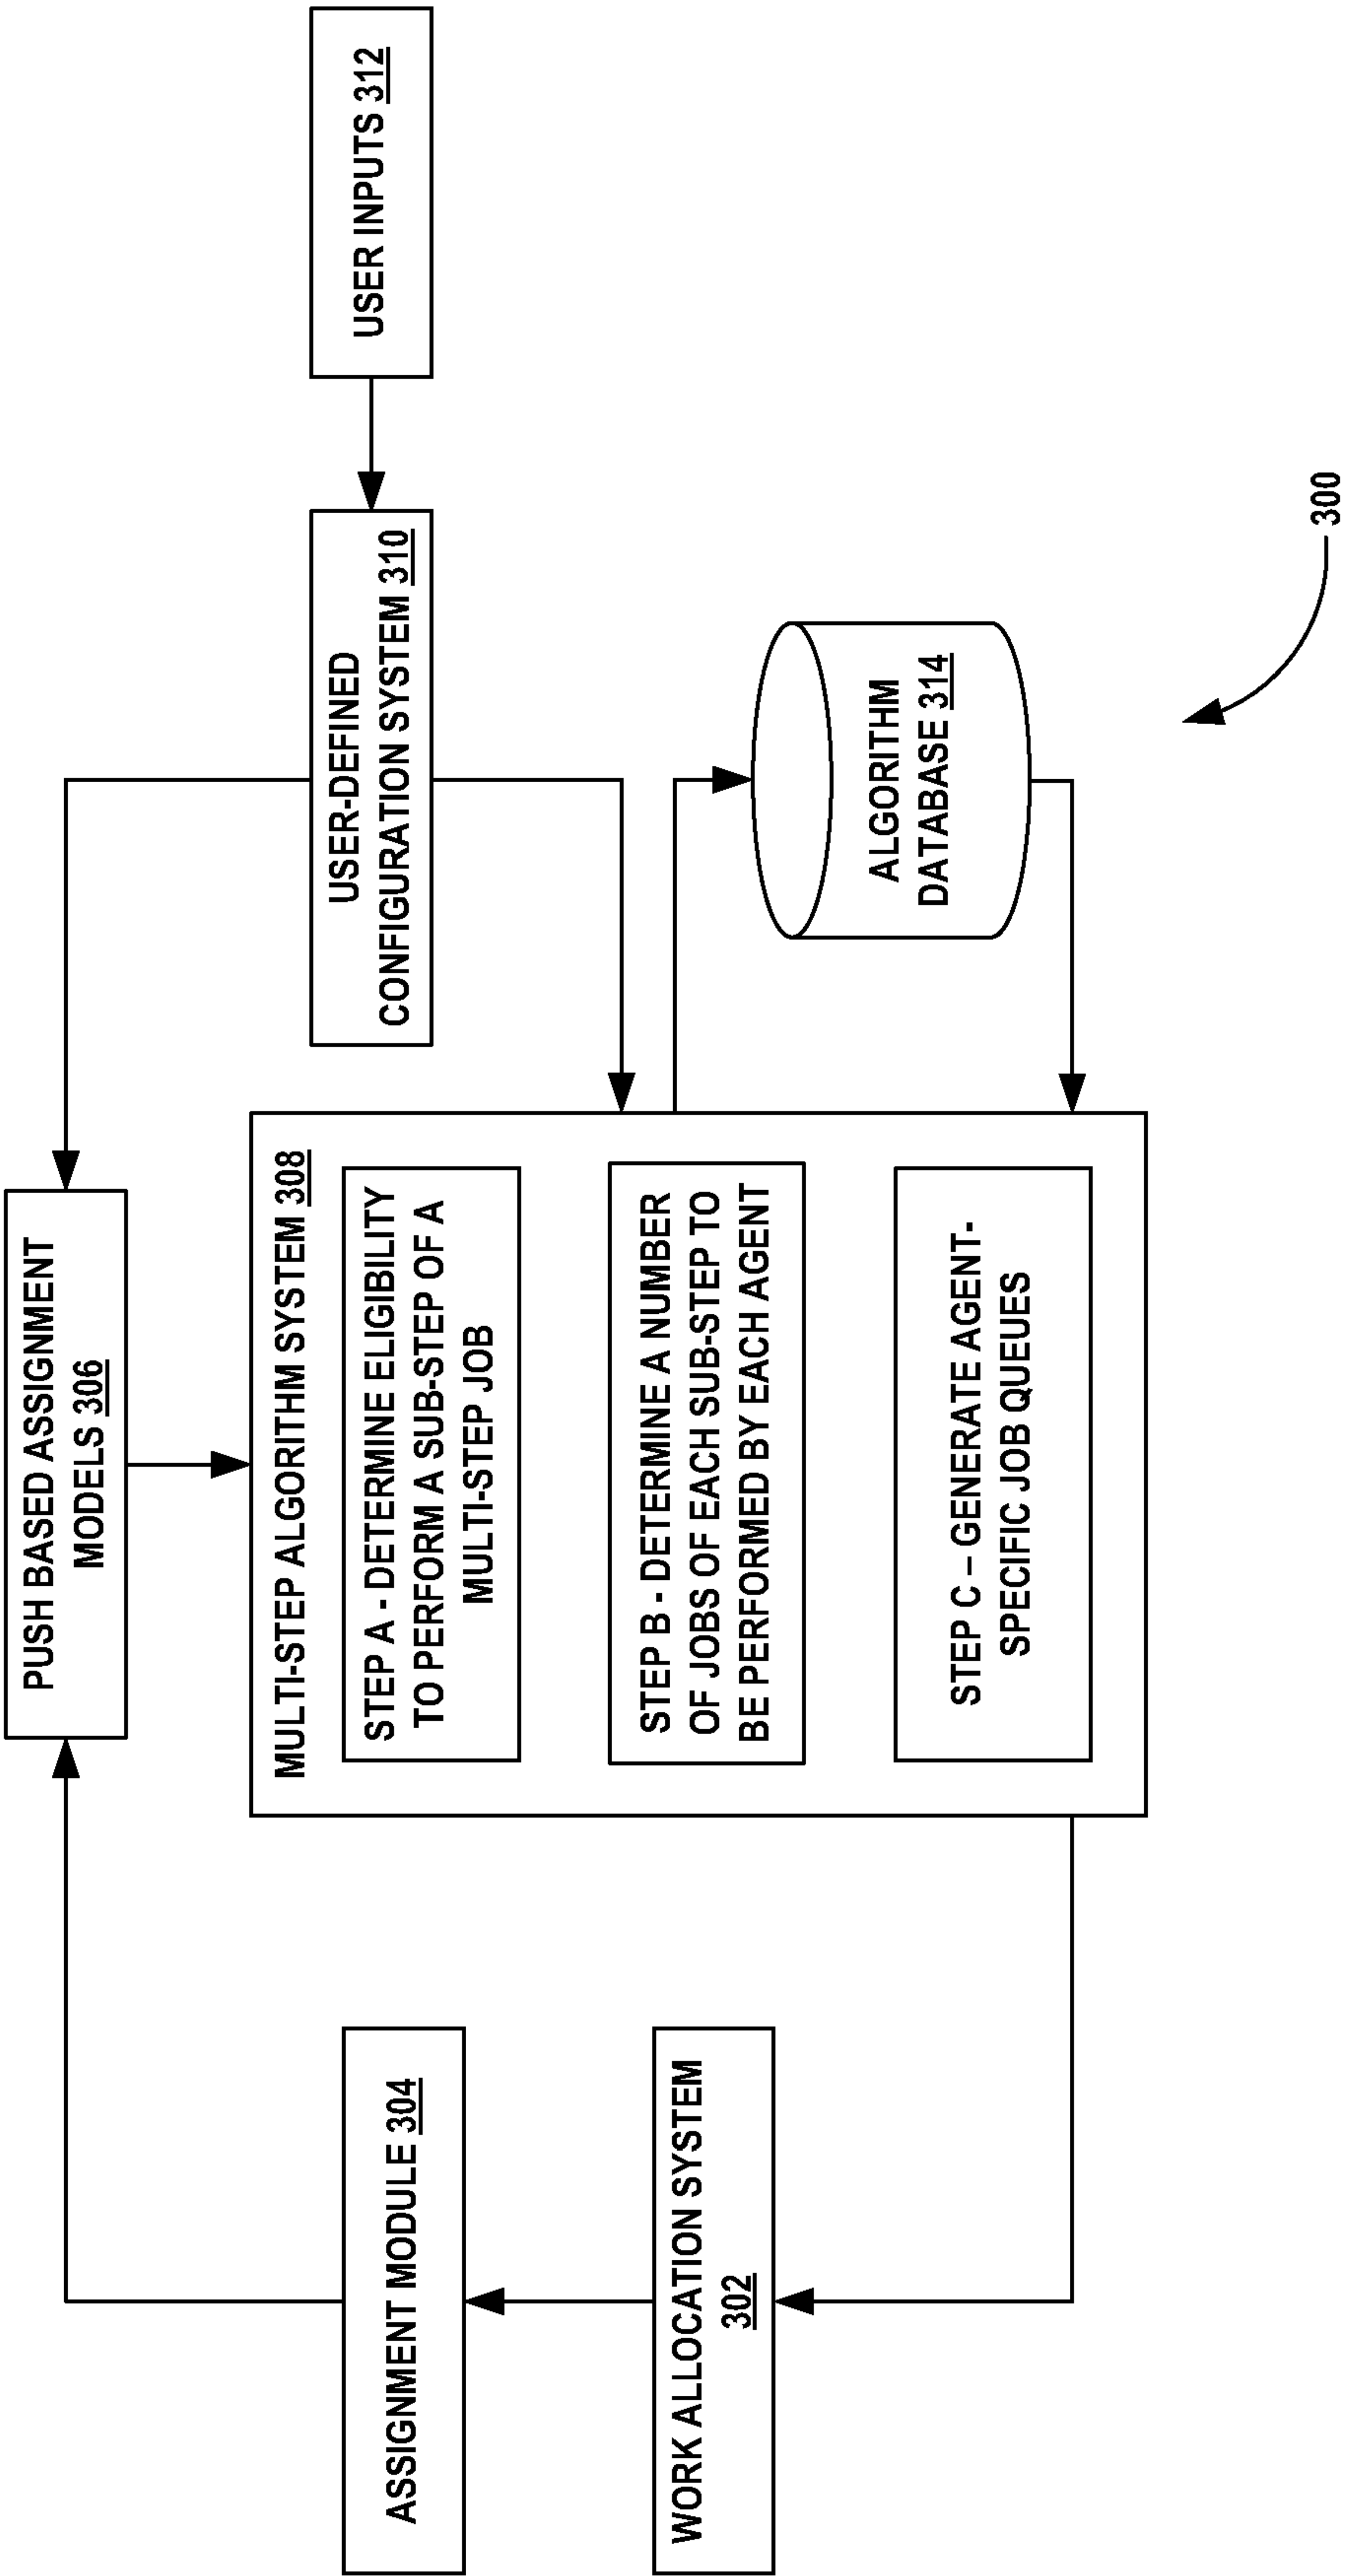 PUSH BASED ASSIGNMENT
MODELS 306
ASSIGNMENT MODULE 304
WORK ALLOCATION SYSTEM
302
MULTI-STEP ALGORITHM SYSTEM 308
STEP A - DETERMINE ELIGIBILITY
TO PERFORM A SUB-STEP OF A
MULTI-STEP JOB
STEP B - DETERMINE A NUMBER
OF JOBS OF EACH SUB-STEP TO
BE PERFORMED BY EACH AGENT
STEP C – GENERATE AGENT-
SPECIFIC JOB QUEUES
USER-DEFINED
CONFIGURATION SYSTEM 310
USER INPUTS 312
ALGORITHM
DATABASE 314
300